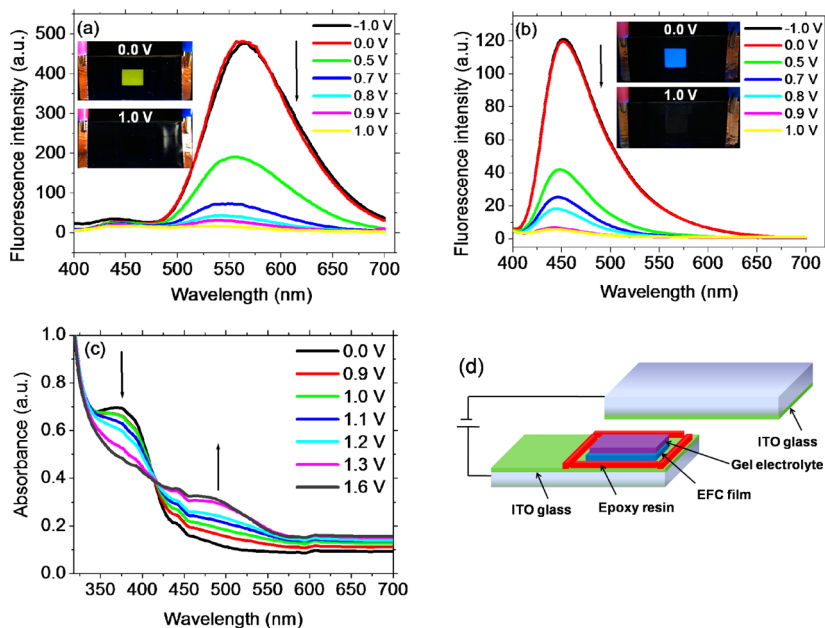 (a)
0.0 V
1.0 V
−1.0 V
0.0 V
0.5 V
0.7 V
0.8 V
0.9 V
1.0 V
500
400
300
200
100
0
Fluorescence intensity (a.u.)
400 450 500 550 600 650 700
Wavelength (nm)
(b)
0.0 V
1.0 V
−1.0 V
0.0 V
0.5 V
0.7 V
0.8 V
0.9 V
1.0 V
120
100
80
60
40
20
0
Fluorescence intensity (a.u.)
400 450 500 550 600 650 700
Wavelength (nm)
(c)
0.0 V
0.9 V
1.0 V
1.1 V
1.2 V
1.3 V
1.6 V
1.0
0.8
0.6
0.4
0.2
0.0
Absorbance (a.u.)
350 400 450 500 550 600 650 700
Wavelength (nm)
(d)
ITO glass
Gel electrolyte
EFC film
Epoxy resin
ITO glass